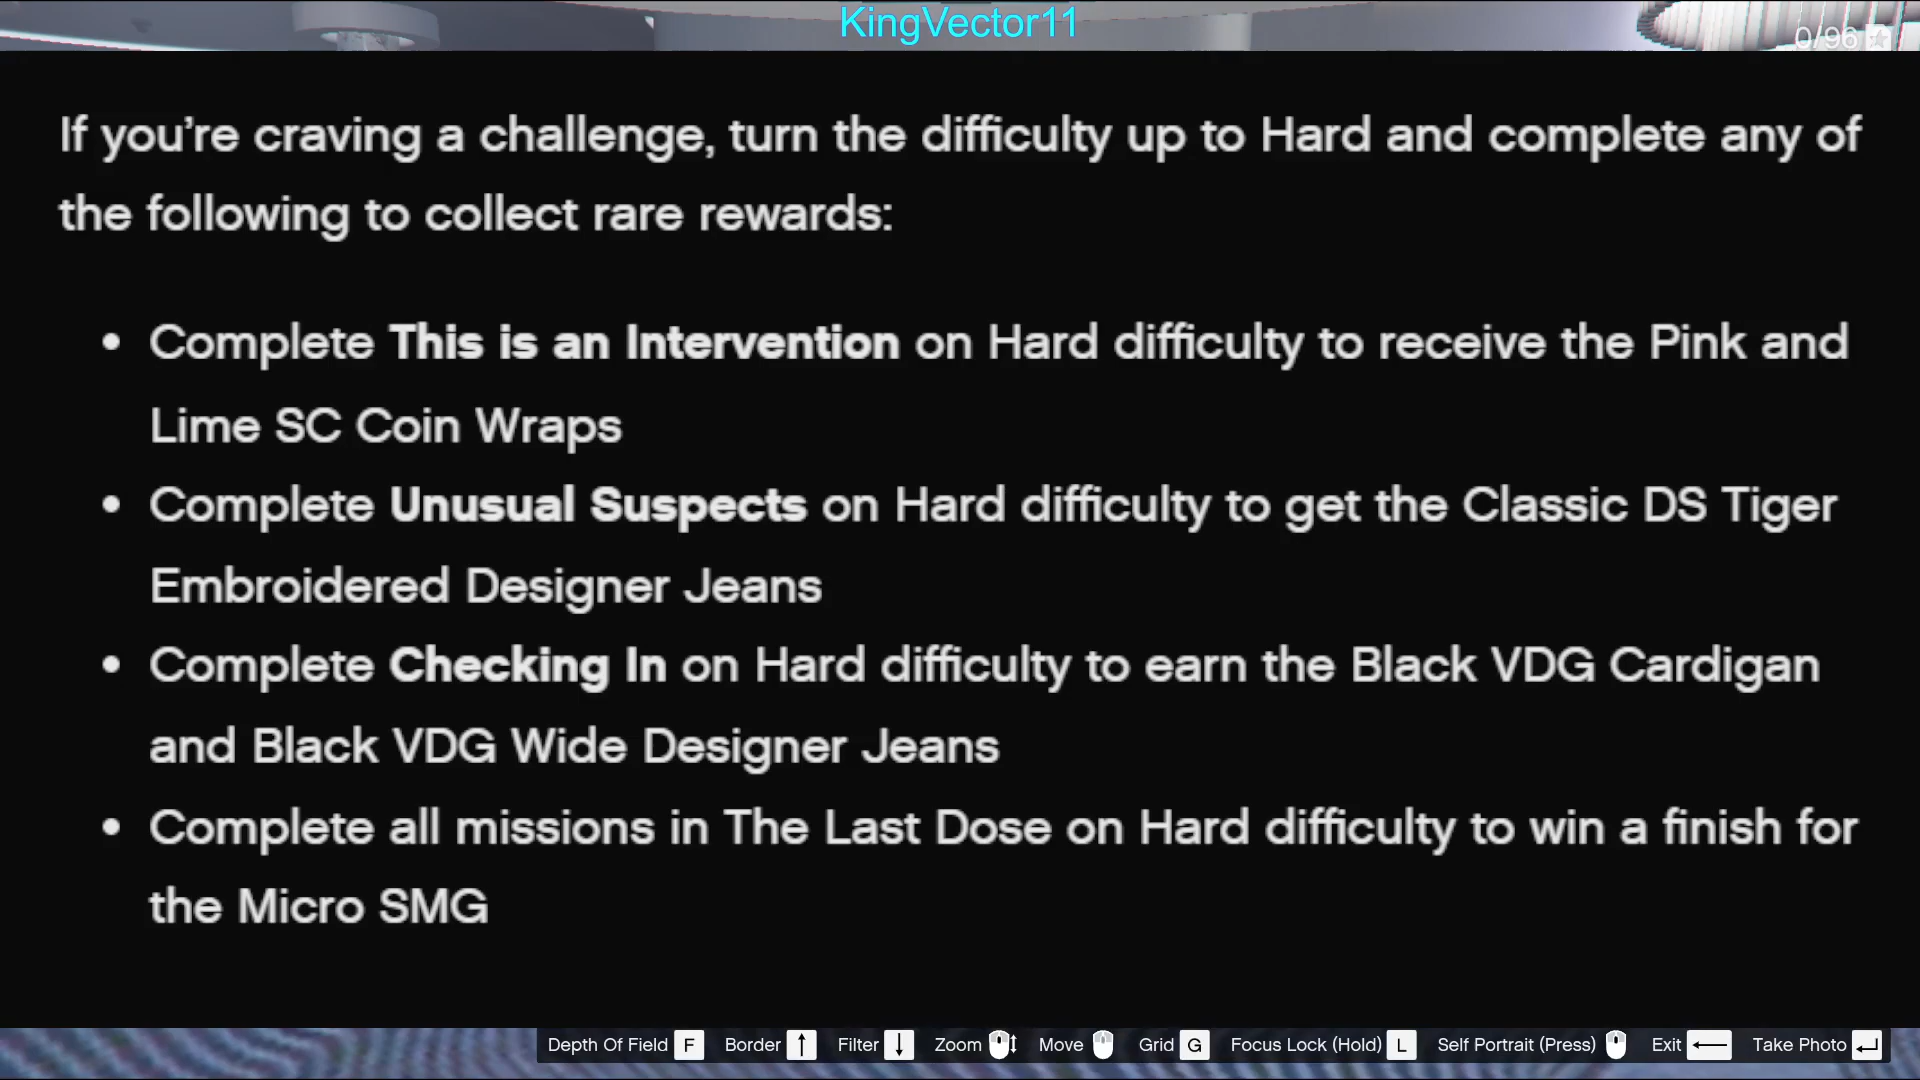 KingVector11
0/96
If you're craving a challenge, turn the difficulty up to Hard and complete any of
the following to collect rare rewards:
• Complete This is an Intervention on Hard difficulty to receive the Pink and
Lime SC Coin Wraps
• Complete Unusual Suspects on Hard difficulty to get the Classic DS Tiger
Embroidered Designer Jeans
• Complete Checking In on Hard difficulty to earn the Black VDG Cardigan
and Black VDG Wide Designer Jeans
• Complete all missions in The Last Dose on Hard difficulty to win a finish for
the Micro SMG
Depth Of Field F Border ↑ Filter ↓ Zoom Move Grid G Focus Lock (Hold) L Self Portrait (Press) Exit ← Take Photo ↵